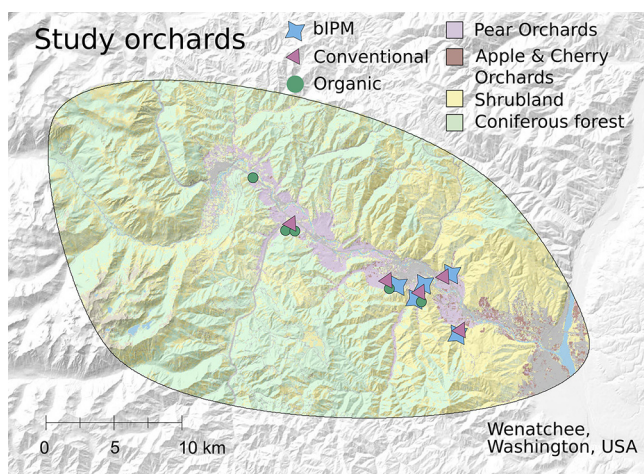 Study orchards
bIPM
Conventional
Organic
Pear Orchards
Apple & Cherry
Orchards
Shrubland
Coniferous forest
0 5 10 km
Wenatchee,
Washington, USA